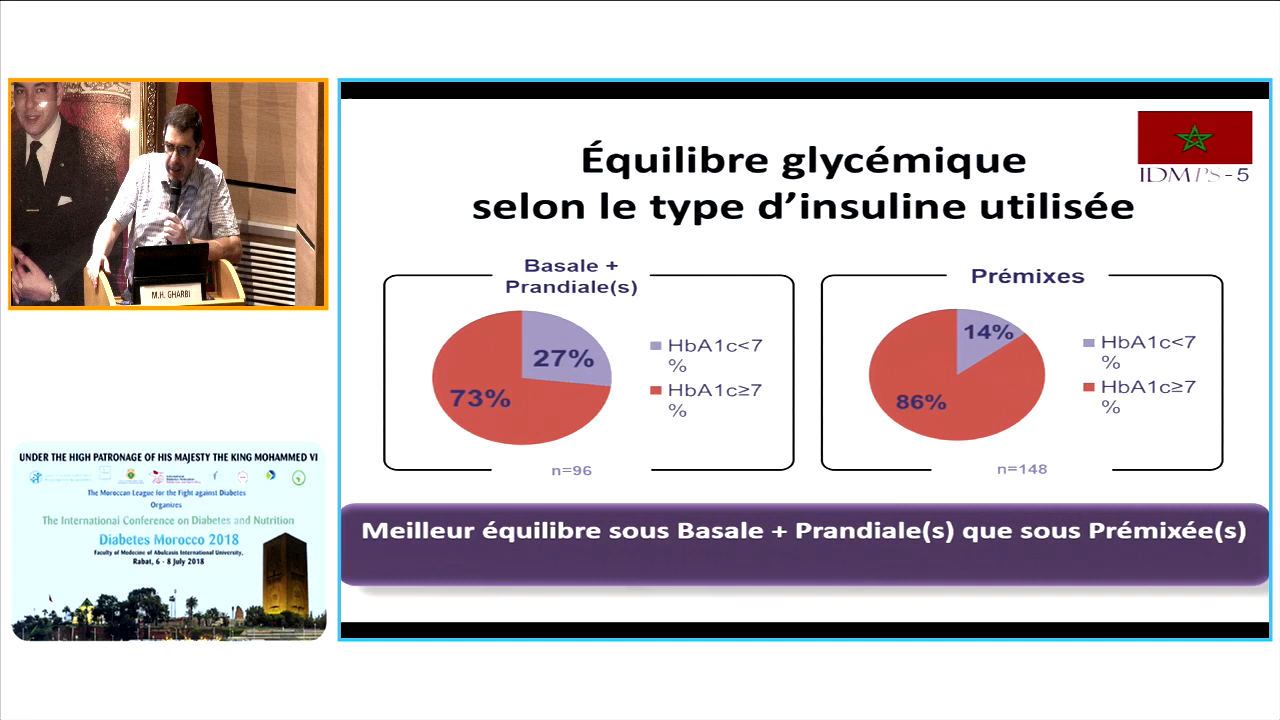 M.H. GHARBI
UNDER THE HIGH PATRONAGE OF HIS MAJESTY THE KING MOHAMMED VI
The Moroccan League for the Fight against Diabetes
Organizes
The International Conference on Diabetes and Nutrition
Diabetes Morocco 2018
Faculty of Medecine of Abulcasis International University,
Rabat, 6 - 8 July 2018
Équilibre glycémique
selon le type d’insuline utilisée
IDMPS-5
Basale +
Prandiale(s)
27%
73%
HbA1c<7
%
HbA1c≥7
%
n=96
Prémixes
14%
86%
HbA1c<7
%
HbA1c≥7
%
n=148
Meilleur équilibre sous Basale + Prandiale(s) que sous Prémixée(s)